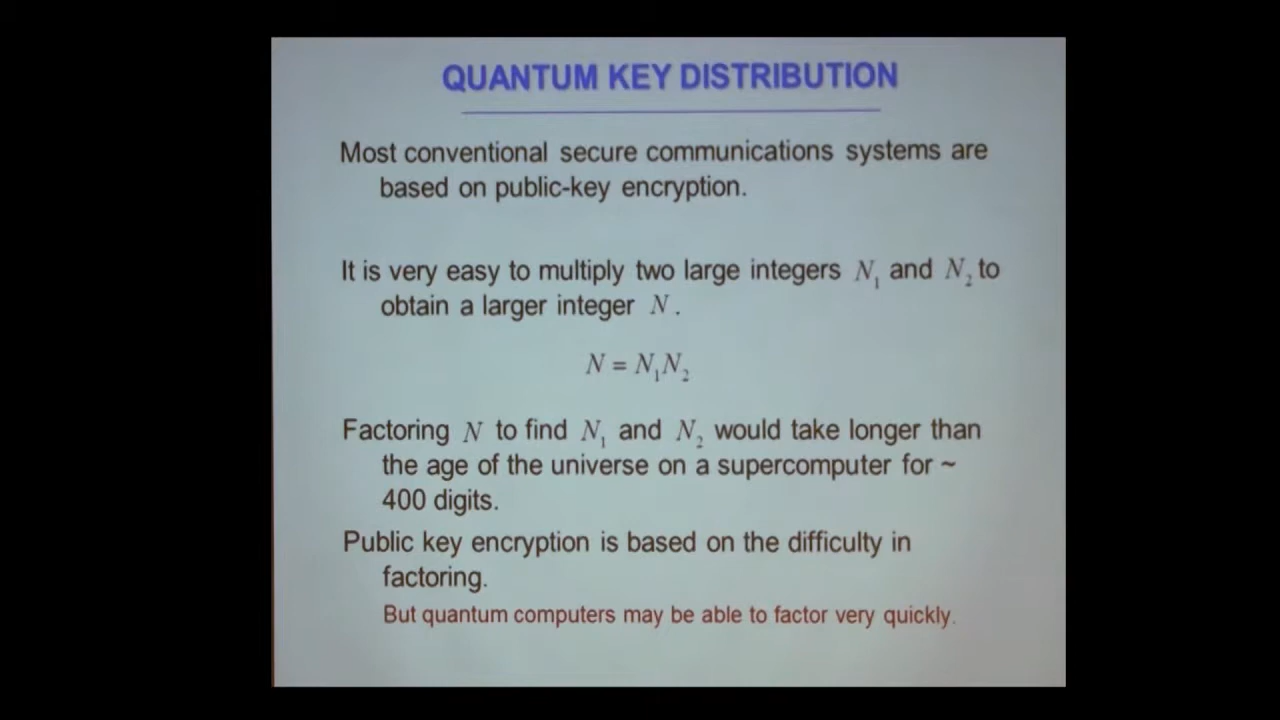 QUANTUM KEY DISTRIBUTION
Most conventional secure communications systems are
based on public-key encryption.
It is very easy to multiply two large integers N₁ and N₂ to
obtain a larger integer N.
N = N₁N₂
Factoring N to find N₁ and N₂ would take longer than
the age of the universe on a supercomputer for ~
400 digits.
Public key encryption is based on the difficulty in
factoring.
But quantum computers may be able to factor very quickly.